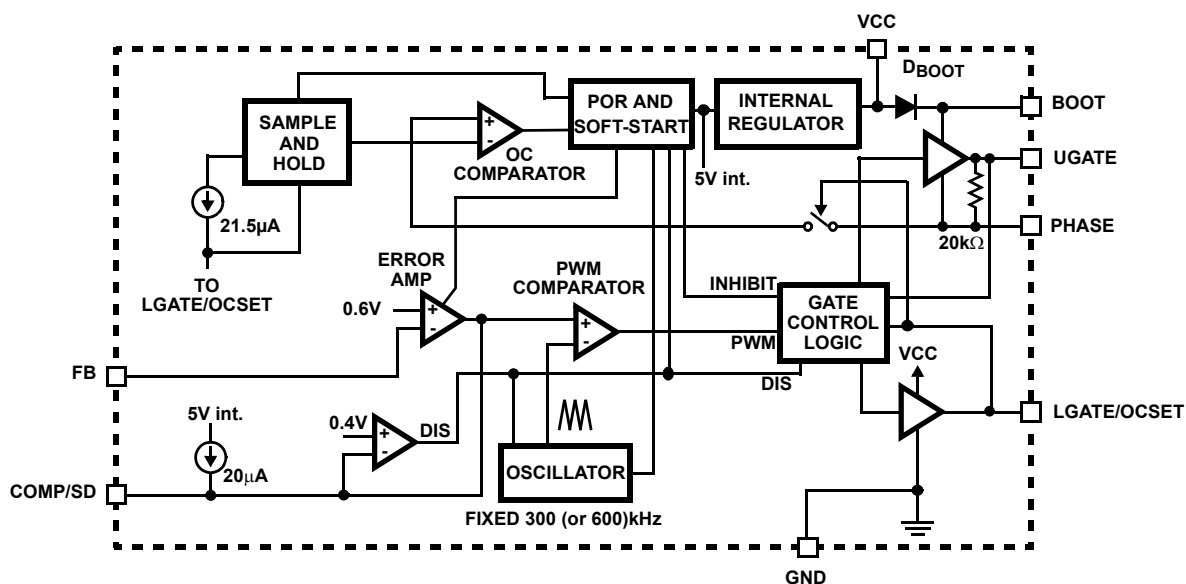 VCC
D_BOOT
BOOT
SAMPLE
AND
HOLD
+
-
OC
COMPARATOR
POR AND
SOFT-START
INTERNAL
REGULATOR
5V int.
UGATE
21.5µA
TO
LGATE/OCSET
20kΩ
PHASE
ERROR
AMP
0.6V
+
-
PWM
COMPARATOR
+
-
INHIBIT
PWM
DIS
GATE
CONTROL
LOGIC
VCC
FB
5V int.
20µA
0.4V
+
-
DIS
LGATE/OCSET
COMP/SD
OSCILLATOR
FIXED 300 (or 600)kHz
GND